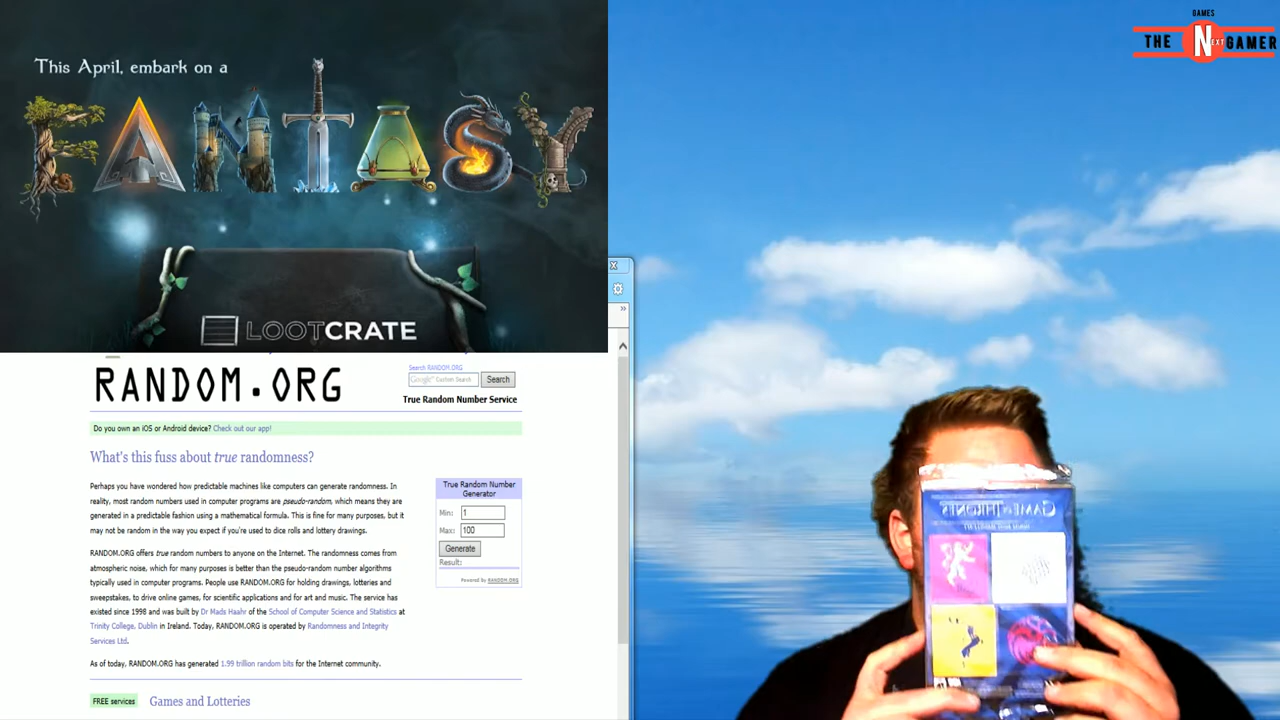 GAMES
THE NEXT GAMER
This April, embark on a
FANTASY
LOOTCRATE
RANDOM.ORG
Search RANDOM.ORG
Google Custom Search
Search
True Random Number Service
Do you own an iOS or Android device? Check out our app!
What's this fuss about true randomness?
Perhaps you have wondered how predictable machines like computers can generate randomness. In
reality, most random numbers used in computer programs are pseudo-random, which means they are
generated in a predictable fashion using a mathematical formula. This is fine for many purposes, but it
may not be random in the way you expect if you're used to dice rolls and lottery drawings.
RANDOM.ORG offers true random numbers to anyone on the Internet. The randomness comes from
atmospheric noise, which for many purposes is better than the pseudo-random number algorithms
typically used in computer programs. People use RANDOM.ORG for holding drawings, lotteries and
sweepstakes, to drive online games, for scientific applications and for art and music. The service has
existed since 1998 and was built by Dr Mads Haahr of the School of Computer Science and Statistics at
Trinity College, Dublin in Ireland. Today, RANDOM.ORG is operated by Randomness and Integrity
Services Ltd.
As of today, RANDOM.ORG has generated 1.99 trillion random bits for the Internet community.
FREE services
Games and Lotteries
True Random Number
Generator
Min: 1
Max: 100
Generate
Result:
Powered by RANDOM.ORG
GAME OF THRONES